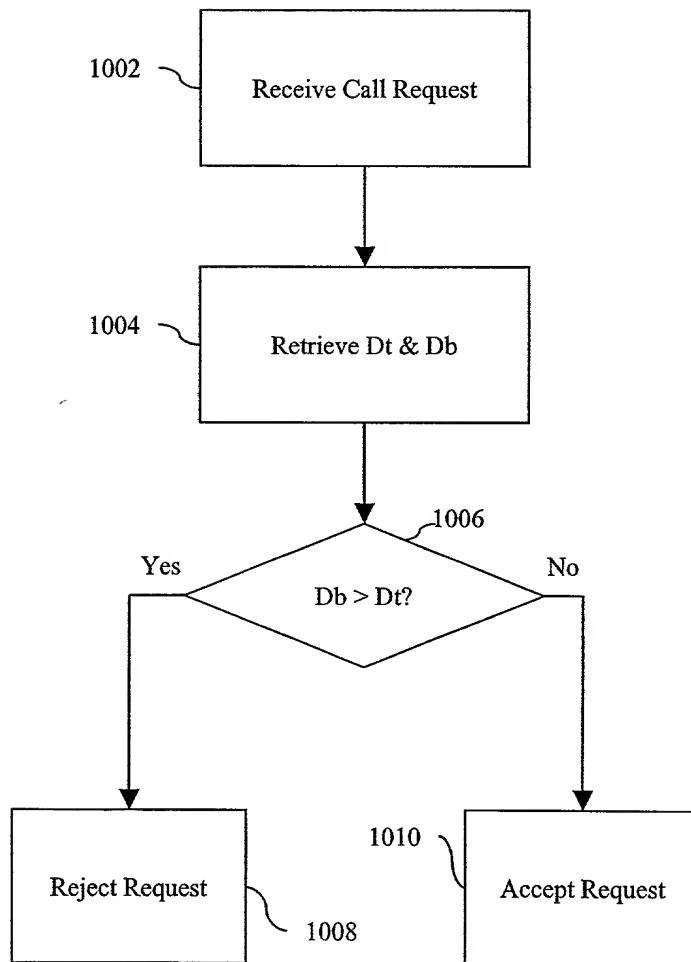 1002
Receive Call Request
1004
Retrieve Dt & Db
1006
Yes
No
Db > Dt?
1010
Reject Request
Accept Request
1008